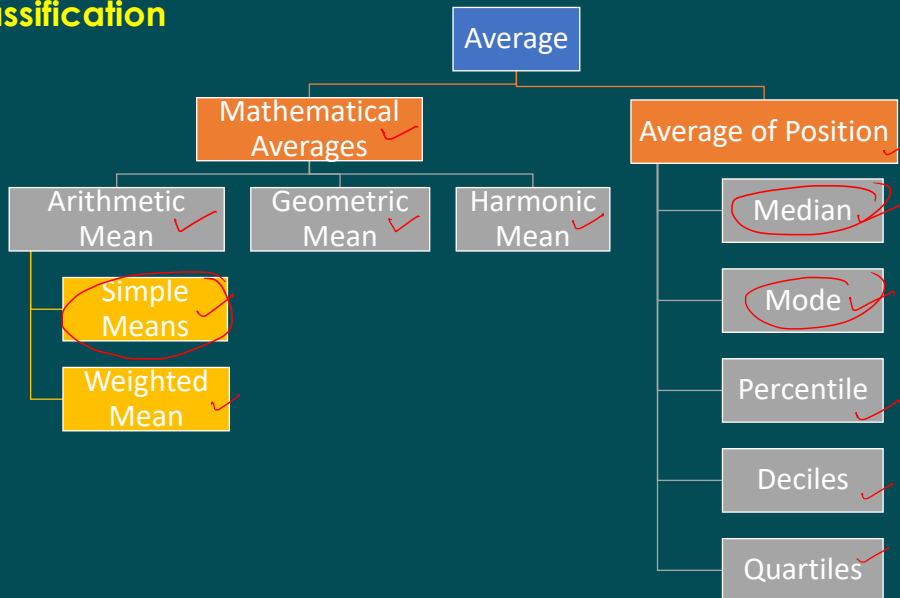 ssification
Average
Mathematical
Averages
Average of Position
Arithmetic
Mean
Geometric
Mean
Harmonic
Mean
Simple
Means
Weighted
Mean
Median
Mode
Percentile
Deciles
Quartiles